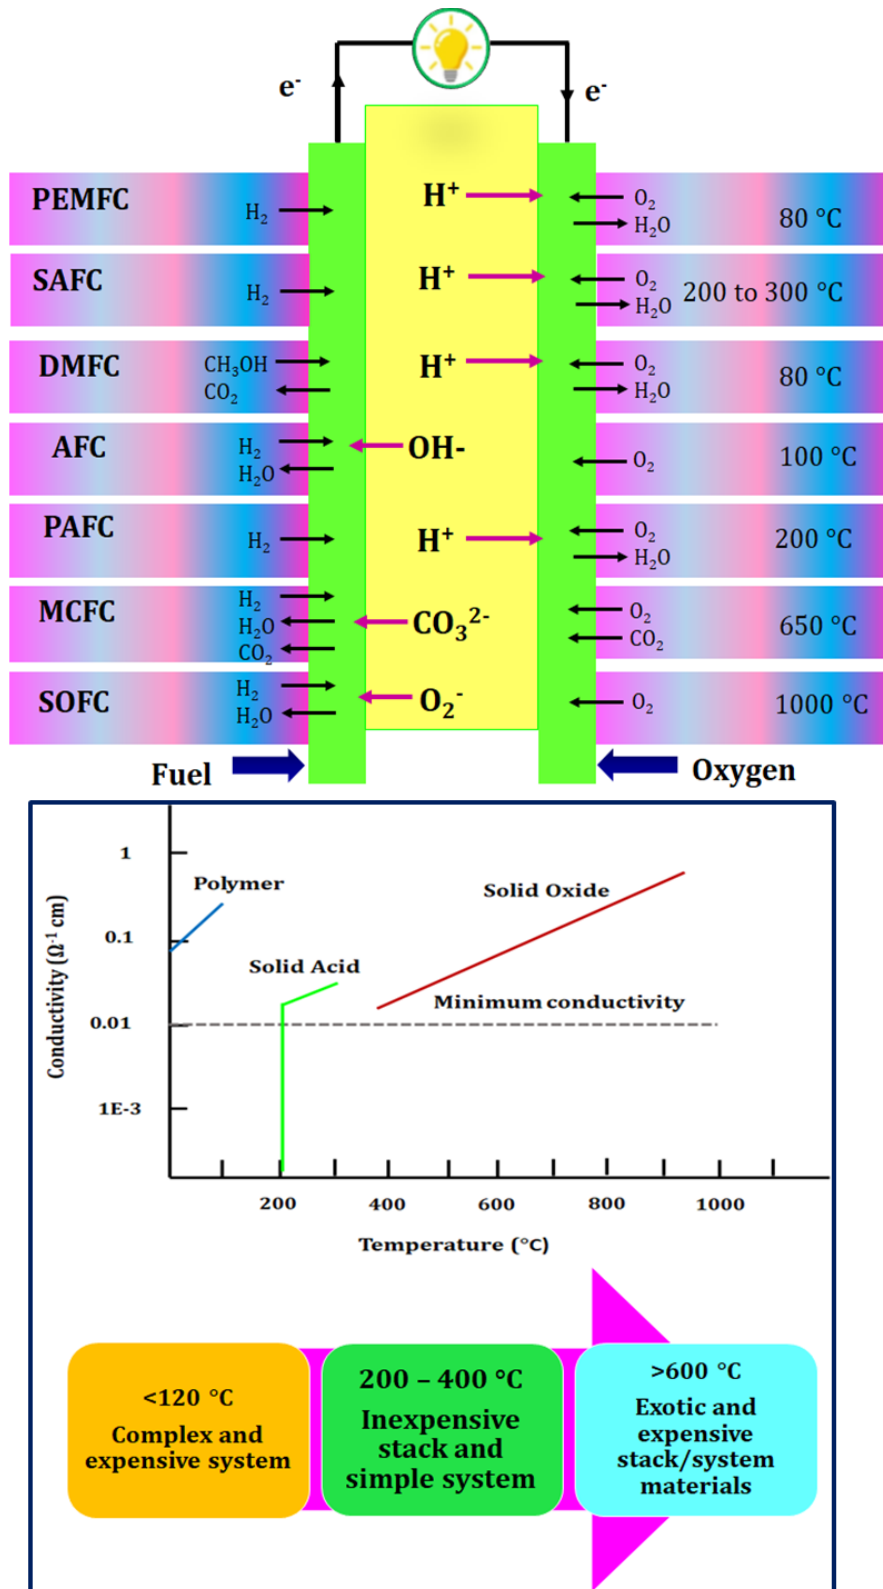 e⁻ e⁻
PEMFC H₂ H⁺ O₂ H₂O 80 °C
SAFC H₂ H⁺ O₂ H₂O 200 to 300 °C
DMFC CH₃OH CO₂ H⁺ O₂ H₂O 80 °C
AFC H₂ H₂O OH- O₂ 100 °C
PAFC H₂ H⁺ O₂ H₂O 200 °C
MCFC H₂ H₂O CO₂ CO₃²⁻ O₂ CO₂ 650 °C
SOFC H₂ H₂O O₂⁻ O₂ 1000 °C
Fuel Oxygen
Conductivity (Ω⁻¹ cm)
1
0.1
0.01
1E-3
Polymer
Solid Acid
Solid Oxide
Minimum conductivity
200 400 600 800 1000
Temperature (°C)
<120 °C
Complex and
expensive system
200 – 400 °C
Inexpensive
stack and
simple system
>600 °C
Exotic and
expensive
stack/system
materials